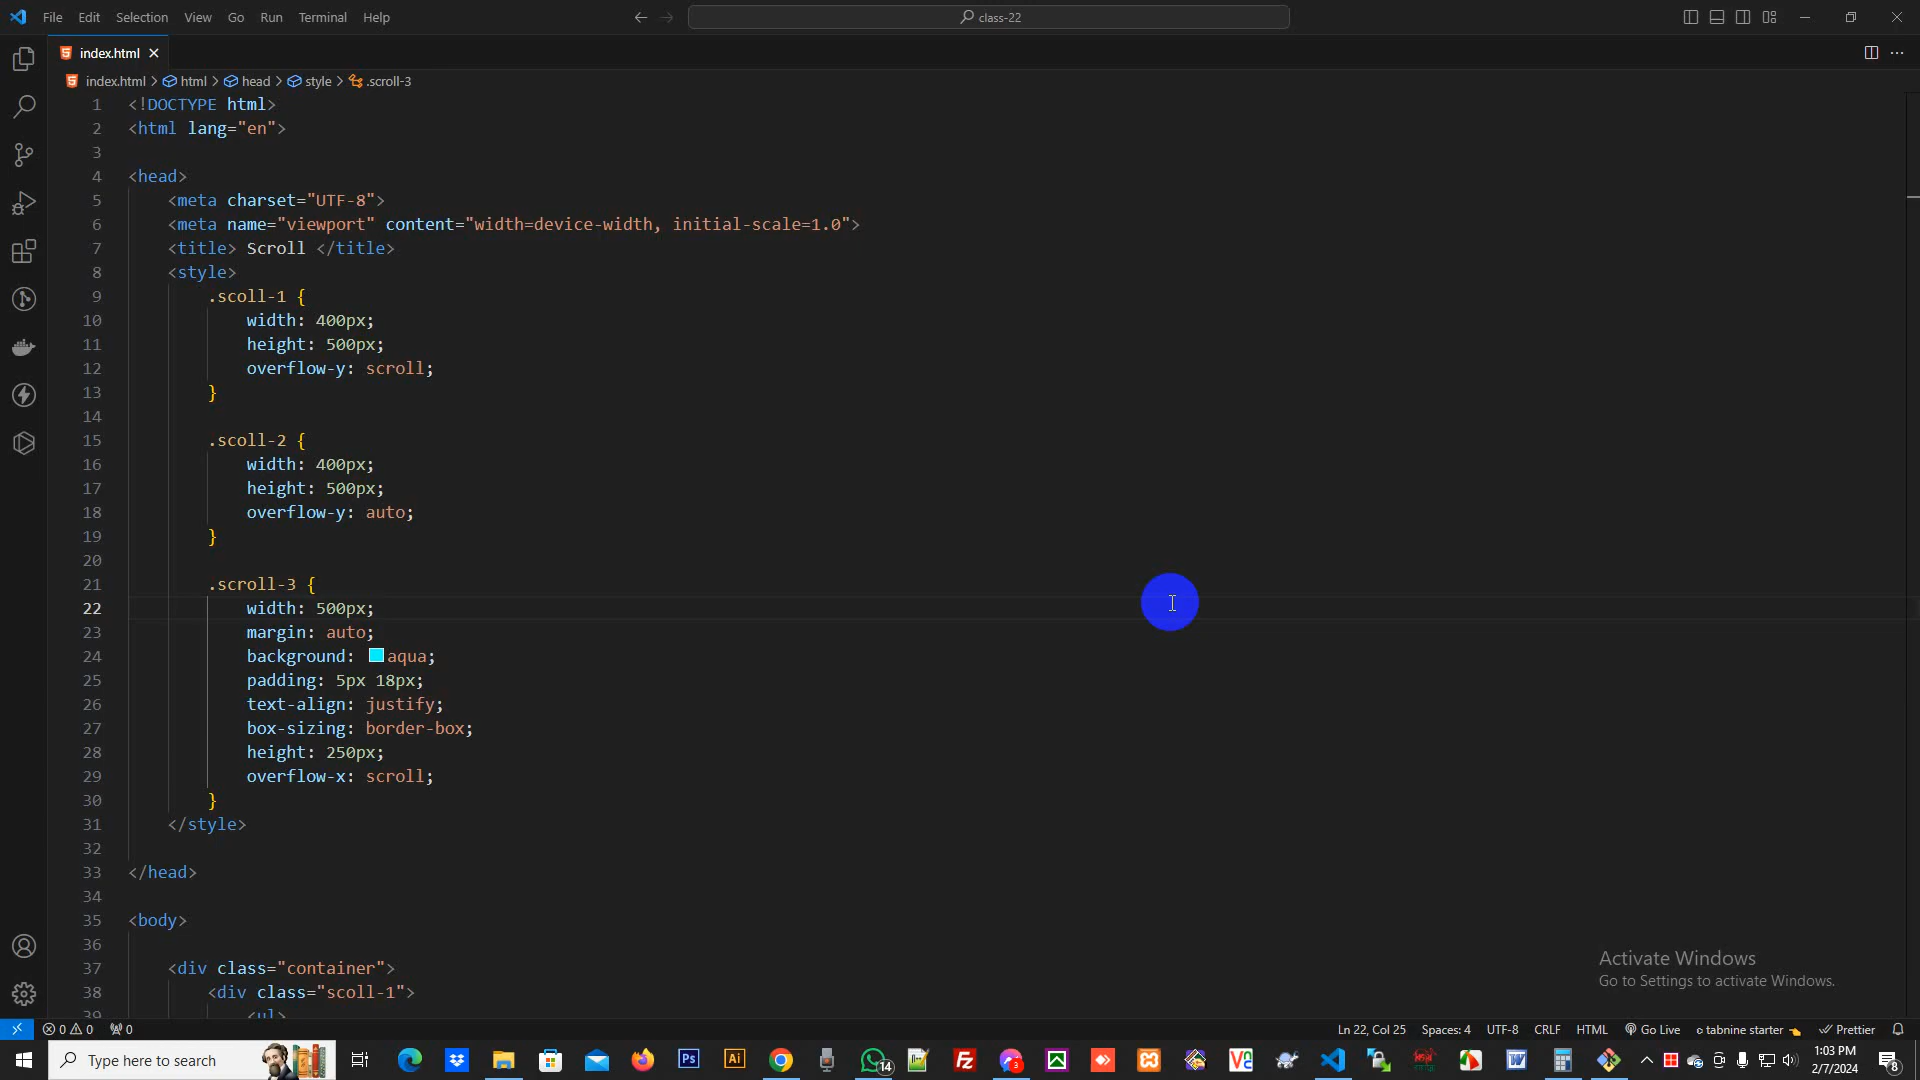 File Edit Selection View Go Run Terminal Help
class-22
index.html
index.html > html > head > style > .scroll-3
1 <!DOCTYPE html>
2 <html lang="en">
3
4 <head>
5 <meta charset="UTF-8">
6 <meta name="viewport" content="width=device-width, initial-scale=1.0">
7 <title> Scroll </title>
8 <style>
9 .scoll-1 {
10 width: 400px;
11 height: 500px;
12 overflow-y: scroll;
13 }
14
15 .scoll-2 {
16 width: 400px;
17 height: 500px;
18 overflow-y: auto;
19 }
20
21 .scroll-3 {
22 width: 500px;
23 margin: auto;
24 background: aqua;
25 padding: 5px 18px;
26 text-align: justify;
27 box-sizing: border-box;
28 height: 250px;
29 overflow-x: scroll;
30 }
31 </style>
32
33 </head>
34
35 <body>
36
37 <div class="container">
38 <div class="scoll-1">
39 <ul>
Activate Windows
Go to Settings to activate Windows.
0 0 0 Ln 22, Col 25 Spaces: 4 UTF-8 CRLF HTML Go Live tabnine starter Prettier
Type here to search
Ps Ai 14 Fz 3 W
1:03 PM
2/7/2024
8